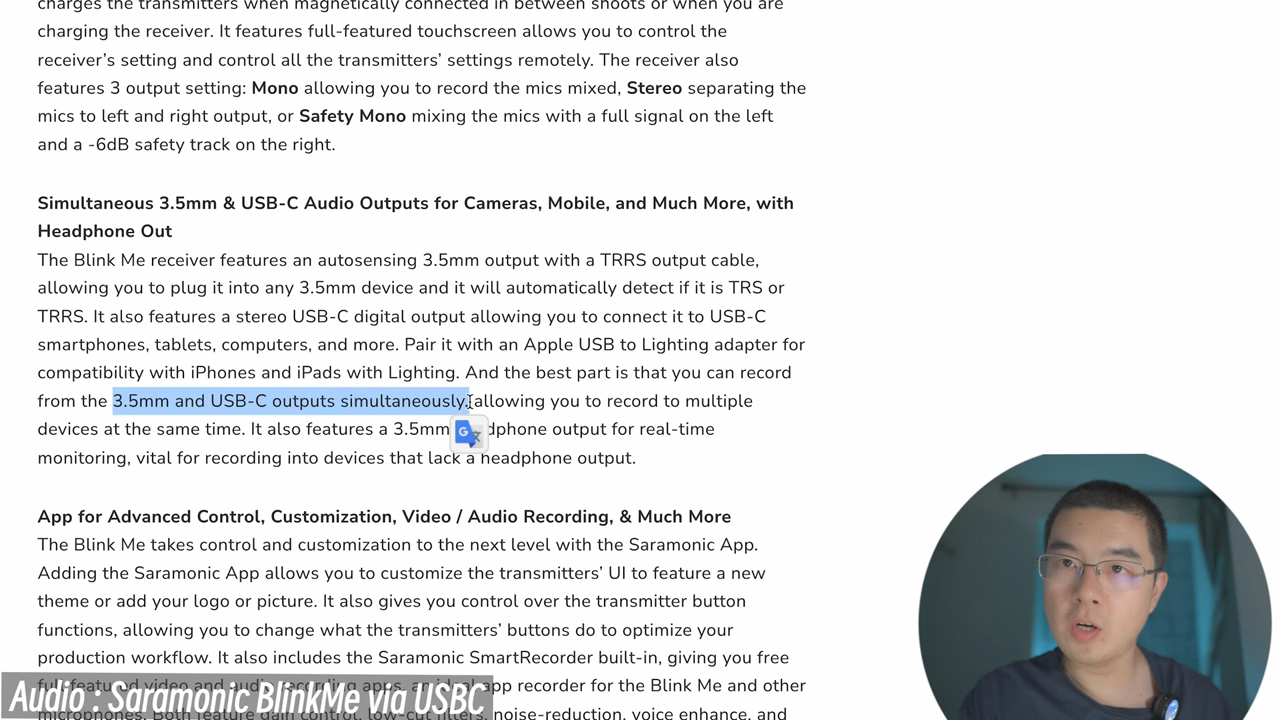 charges the transmitters when magnetically connected in between shoots or when you are
charging the receiver. It features full-featured touchscreen allows you to control the
receiver's setting and control all the transmitters' settings remotely. The receiver also
features 3 output setting: Mono allowing you to record the mics mixed, Stereo separating the
mics to left and right output, or Safety Mono mixing the mics with a full signal on the left
and a -6dB safety track on the right.
Simultaneous 3.5mm & USB-C Audio Outputs for Cameras, Mobile, and Much More, with
Headphone Out
The Blink Me receiver features an autosensing 3.5mm output with a TRRS output cable,
allowing you to plug it into any 3.5mm device and it will automatically detect if it is TRS or
TRRS. It also features a stereo USB-C digital output allowing you to connect it to USB-C
smartphones, tablets, computers, and more. Pair it with an Apple USB to Lighting adapter for
compatibility with iPhones and iPads with Lighting. And the best part is that you can record
from the 3.5mm and USB-C outputs simultaneously. allowing you to record to multiple
devices at the same time. It also features a 3.5mm dphone output for real-time
monitoring, vital for recording into devices that lack a headphone output.
App for Advanced Control, Customization, Video / Audio Recording, & Much More
The Blink Me takes control and customization to the next level with the Saramonic App.
Adding the Saramonic App allows you to customize the transmitters' UI to feature a new
theme or add your logo or picture. It also gives you control over the transmitter button
functions, allowing you to change what the transmitters' buttons do to optimize your
production workflow. It also includes the Saramonic SmartRecorder built-in, giving you free
app recorder for the Blink Me and other
noise-reduction, voice enhance, and
Audio : Saramonic BlinkMe via USBC